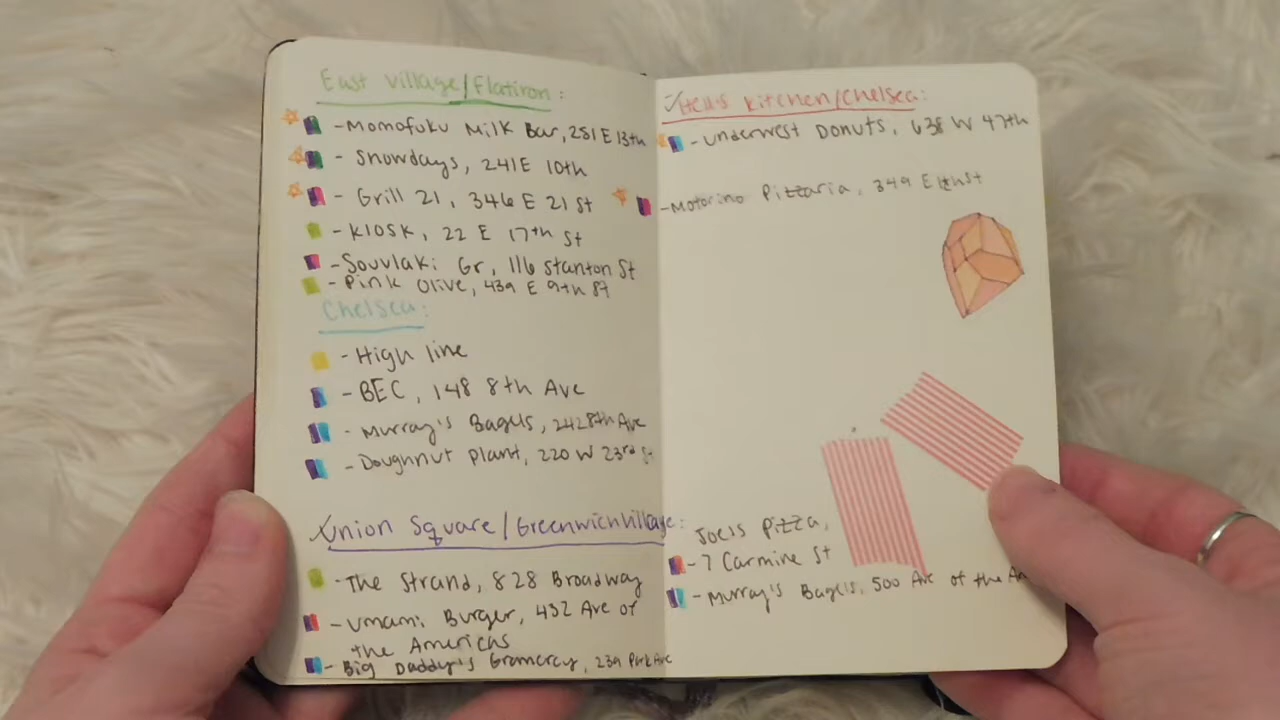 East Village/Flatiron:
- Momofuku Milk Bar, 251 E 13th
- Snowdays, 241 E 10th
- Grill 21, 346 E 21 St
- KIOSK, 22 E 17th St
- Souvlaki Gr, 116 Stanton St
- Pink Olive, 439 E 9th St
Chelsea:
- High line
- BEC, 148 8th Ave
- Murray's Bagels, 242 8th Ave
- Doughnut Plant, 220 W 23rd St
Union Square/Greenwich Village:
- The Strand, 828 Broadway
- Umami Burger, 432 Ave of
the Americas
- Big Daddy's Gramercy, 239 Park Ave
Hell's Kitchen/Chelsea:
- Underwest Donuts, 638 W 47th
- Motorino Pizzaria, 349 E St
Joe's Pizza,
- 7 Carmine St
- Murray's Bagels, 500 Ave of the Am